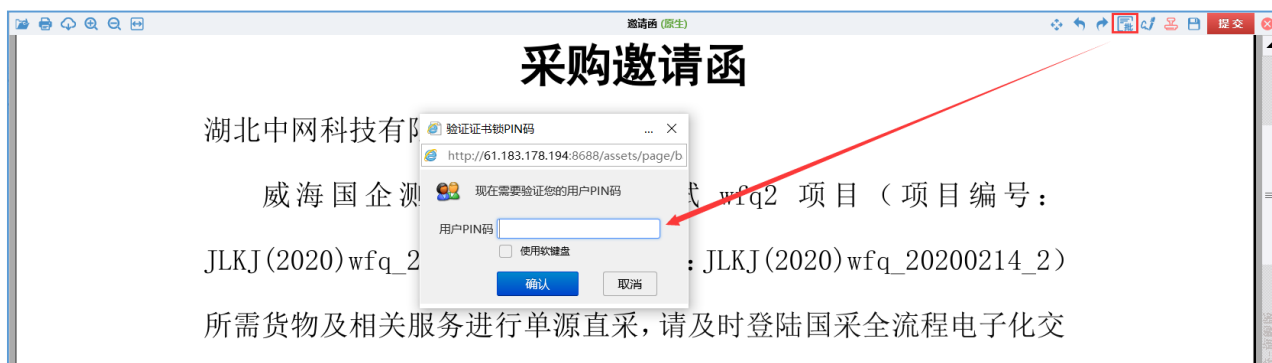 邀请函 (原生)
提交
采购邀请函
湖北中网科技有
验证证书锁PIN码 ... ×
http://61.183.178.194:8688/assets/page/b
现在需要验证您的用户PIN码
威海国企测 wfq2 项目（项目编号：
用户PIN码
使用软键盘
JLKJ(2020)wfq_2 : JLKJ(2020)wfq_20200214_2）
确认 取消
所需货物及相关服务进行单源直采，请及时登陆国采全流程电子化交